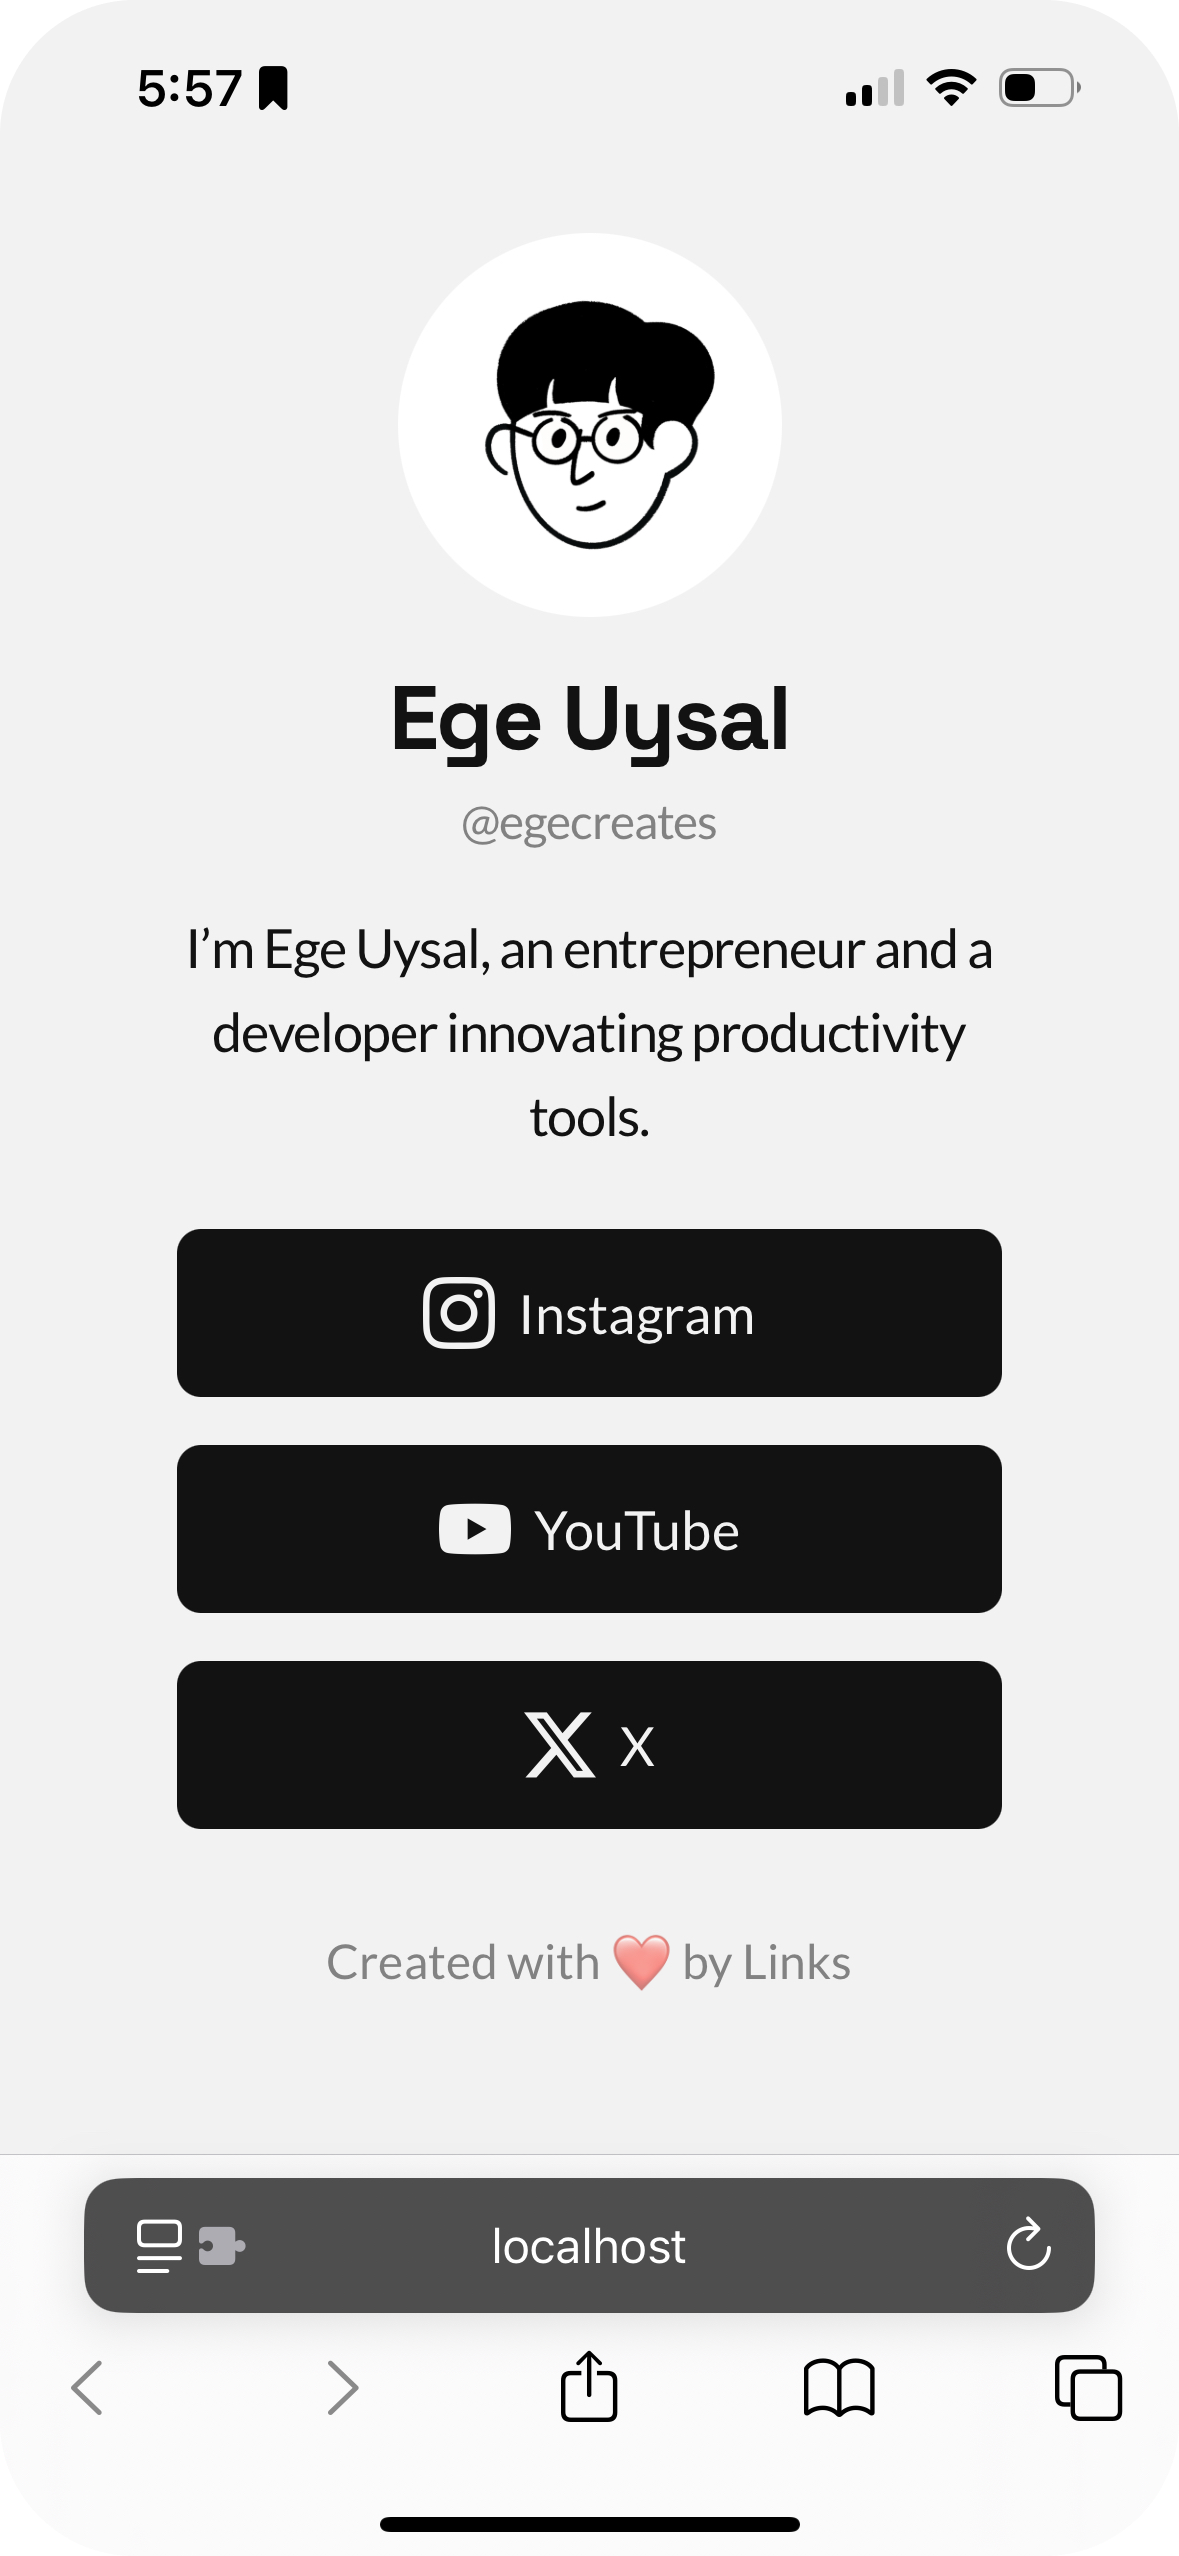 5:57
Ege Uysal
@egecreates
I’m Ege Uysal, an entrepreneur and a
developer innovating productivity
tools.
Instagram
YouTube
X
Created with ❤️ by Links
localhost